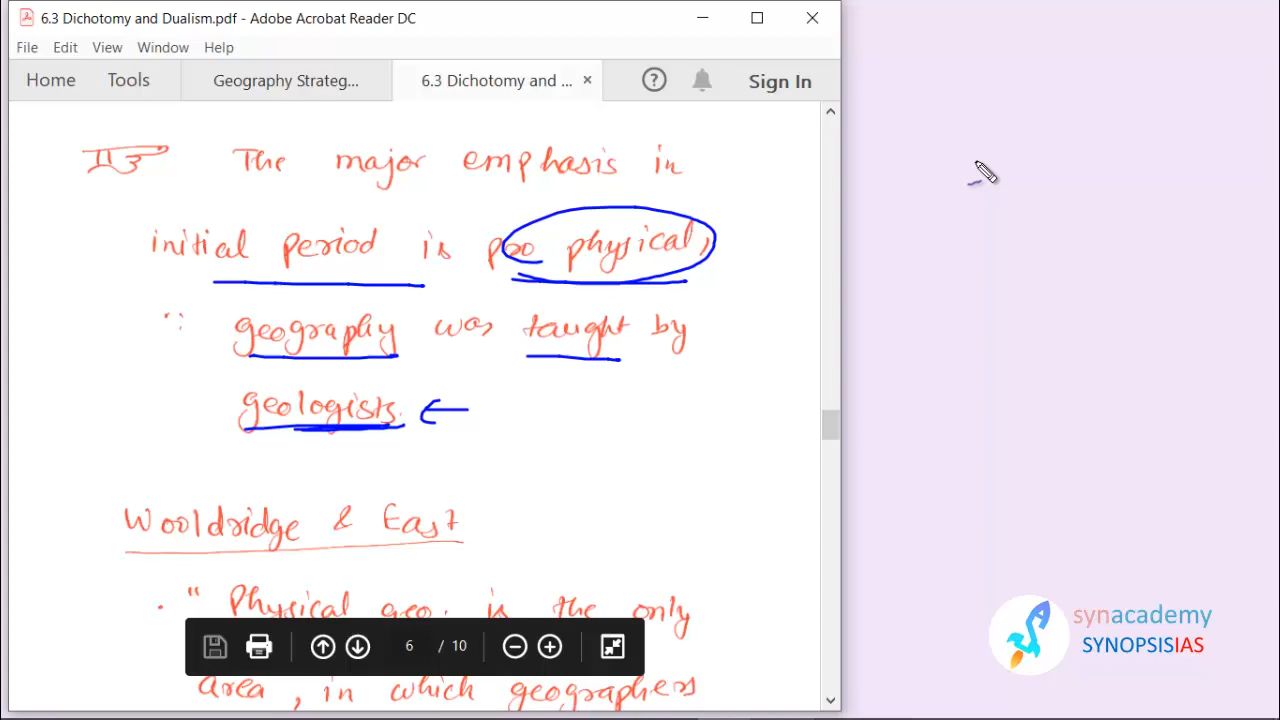 6.3 Dichotomy and Dualism.pdf - Adobe Acrobat Reader DC
File Edit View Window Help
Home Tools Geography Strateg... 6.3 Dichotomy and ... × Sign In
The major emphasis in
initial period is pro physical,
∵ geography was taught by
geologists.
Wooldridge & East
. " Physical geo. is the only
area, in which geographers
6 / 10
synacademy
SYNOPSISIAS